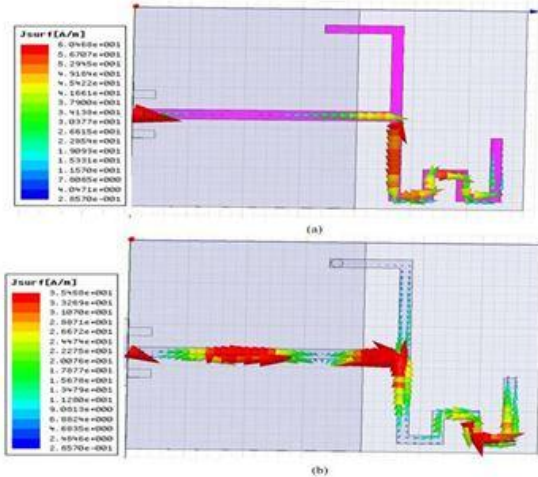 Jsurf[A/m]
6.0468e+001
5.6707e+001
5.2945e+001
4.9184e+001
4.5422e+001
4.1661e+001
3.7900e+001
3.4138e+001
3.0377e+001
2.6615e+001
2.2854e+001
1.9093e+001
1.5331e+001
1.1570e+001
7.8085e+000
4.0471e+000
2.8570e-001
(a)
Jsurf[A/m]
3.5468e+001
3.3269e+001
3.1070e+001
2.8871e+001
2.6672e+001
2.4474e+001
2.2275e+001
2.0076e+001
1.7877e+001
1.5678e+001
1.3479e+001
1.1280e+001
9.0813e+000
6.8824e+000
4.6835e+000
2.4846e+000
2.8570e-001
(b)